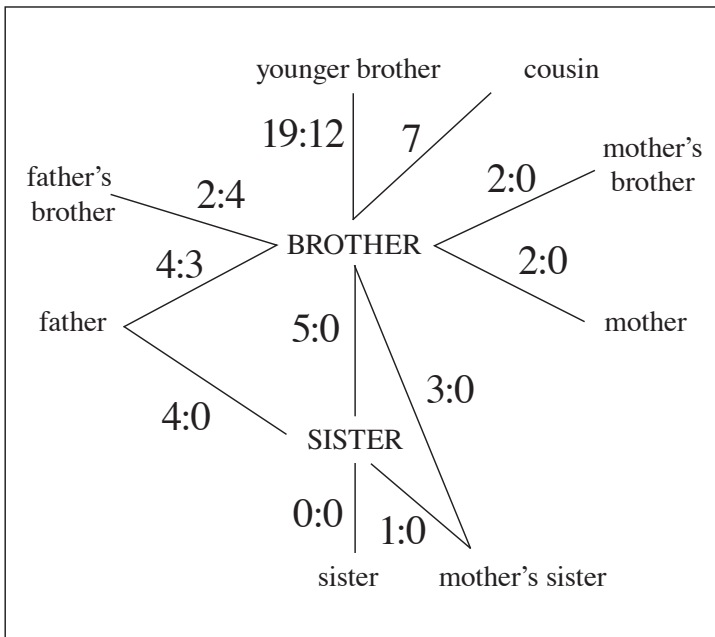 younger brother
cousin
19:12
7
mother's
brother
father's
brother
2:4
2:0
BROTHER
4:3
2:0
father
5:0
mother
3:0
4:0
SISTER
0:0
1:0
sister
mother's sister